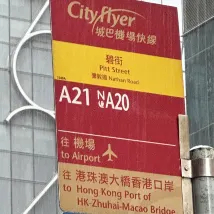 Cityflyer
城巴機場快線
碧街
Pitt Street
彌敦道 Nathan Road
A21 NA20
往 機場
to Airport
往 港珠澳大橋香港口岸
to Hong Kong Port of
HK-Zhuhai-Macao Bridge